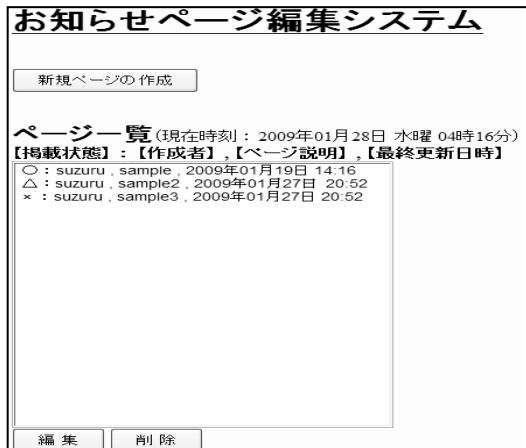 お知らせページ編集システム
新規ページの作成
ページ一覧(現在時刻：2009年01月28日 水曜 04時16分)
【掲載状態】：【作成者】,【ページ説明】,【最終更新日時】
○：suzuru , sample , 2009年01月19日 14:16
△：suzuru , sample2 , 2009年01月27日 20:52
×：suzuru , sample3 , 2009年01月27日 20:52
編 集 削 除